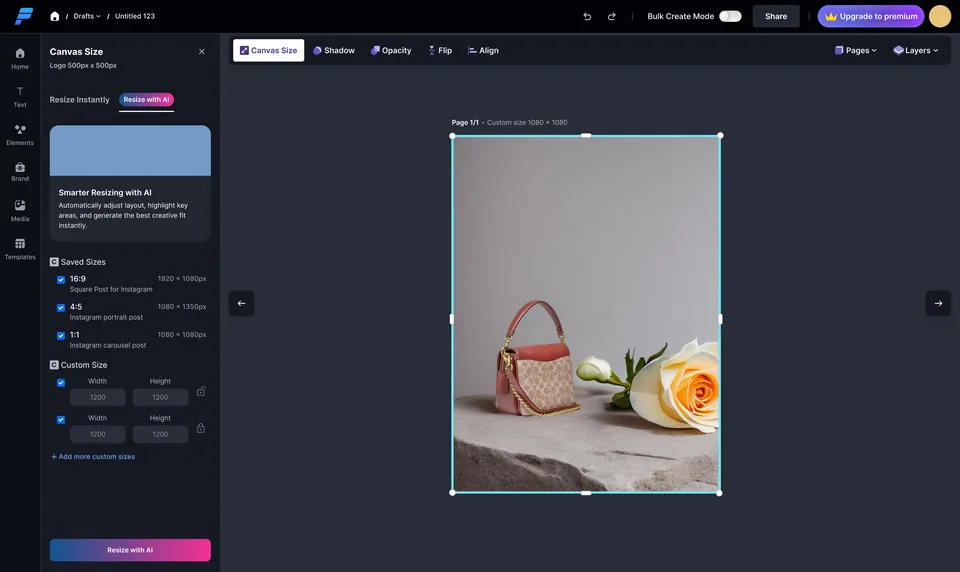 / Drafts / Untitled 123
Bulk Create Mode
Share
Upgrade to premium
Home
Text
Elements
Brand
Media
Templates
Canvas Size
Logo 500px x 500px
Resize Instantly
Resize with AI
Smarter Resizing with AI
Automatically adjust layout, highlight key
areas, and generate the best creative fit
instantly.
C Saved Sizes
16:9 1920 × 1080px
Square Post for Instagram
4:5 1080 × 1350px
Instagram portrait post
1:1 1080 × 1080px
Instagram carousel post
C Custom Size
Width Height
1200 1200
Width Height
1200 1200
+ Add more custom sizes
Resize with AI
Canvas Size
Shadow
Opacity
Flip
Align
Pages
Layers
Page 1/1 - Custom size 1080 × 1080